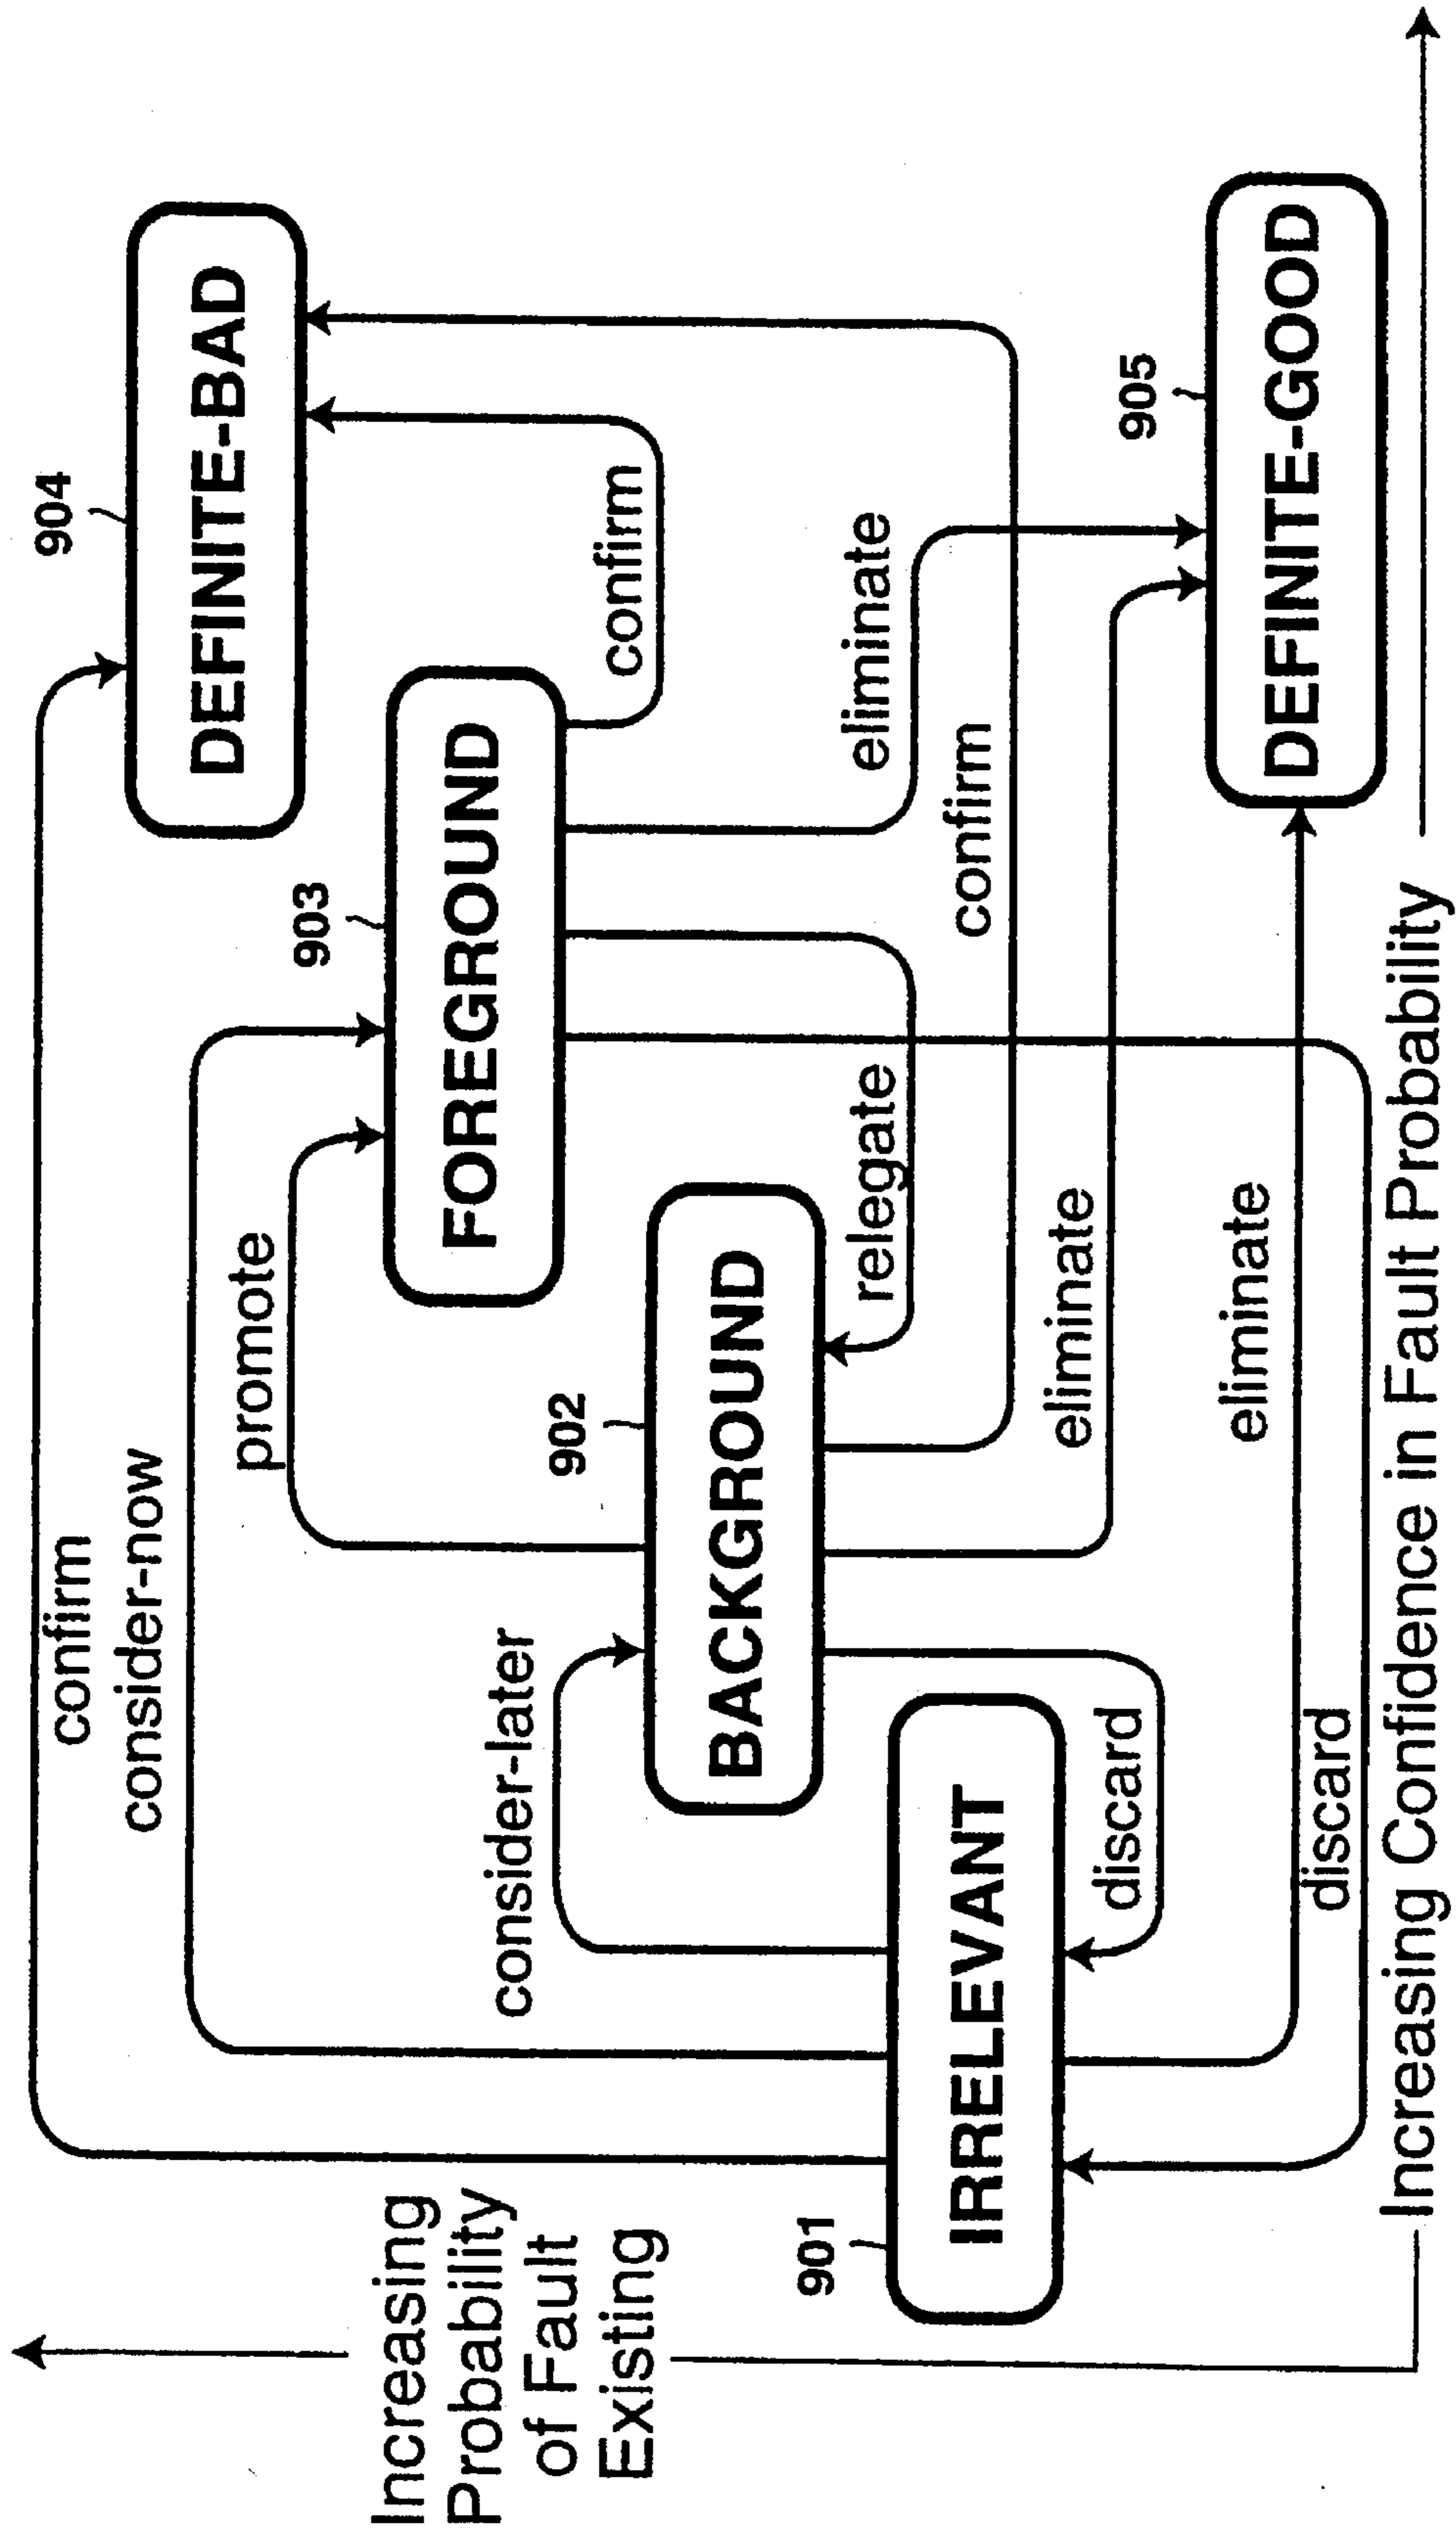 904
DEFINITE-BAD
confirm
consider-now
promote
903
FOREGROUND
confirm
consider-later
902
BACKGROUND
relegate
eliminate
confirm
Increasing
Probability
of Fault
Existing
901
IRRELEVANT
discard
eliminate
eliminate
905
DEFINITE-GOOD
discard
Increasing Confidence in Fault Probability